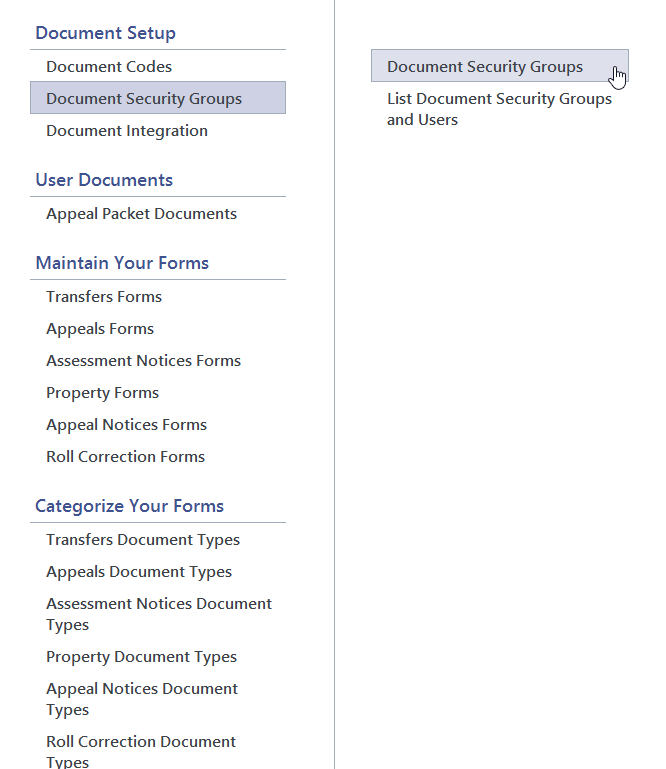 Document Setup
Document Codes
Document Security Groups
Document Integration
User Documents
Appeal Packet Documents
Maintain Your Forms
Transfers Forms
Appeals Forms
Assessment Notices Forms
Property Forms
Appeal Notices Forms
Roll Correction Forms
Categorize Your Forms
Transfers Document Types
Appeals Document Types
Assessment Notices Document
Types
Property Document Types
Appeal Notices Document
Types
Roll Correction Document
Types
Document Security Groups
List Document Security Groups
and Users